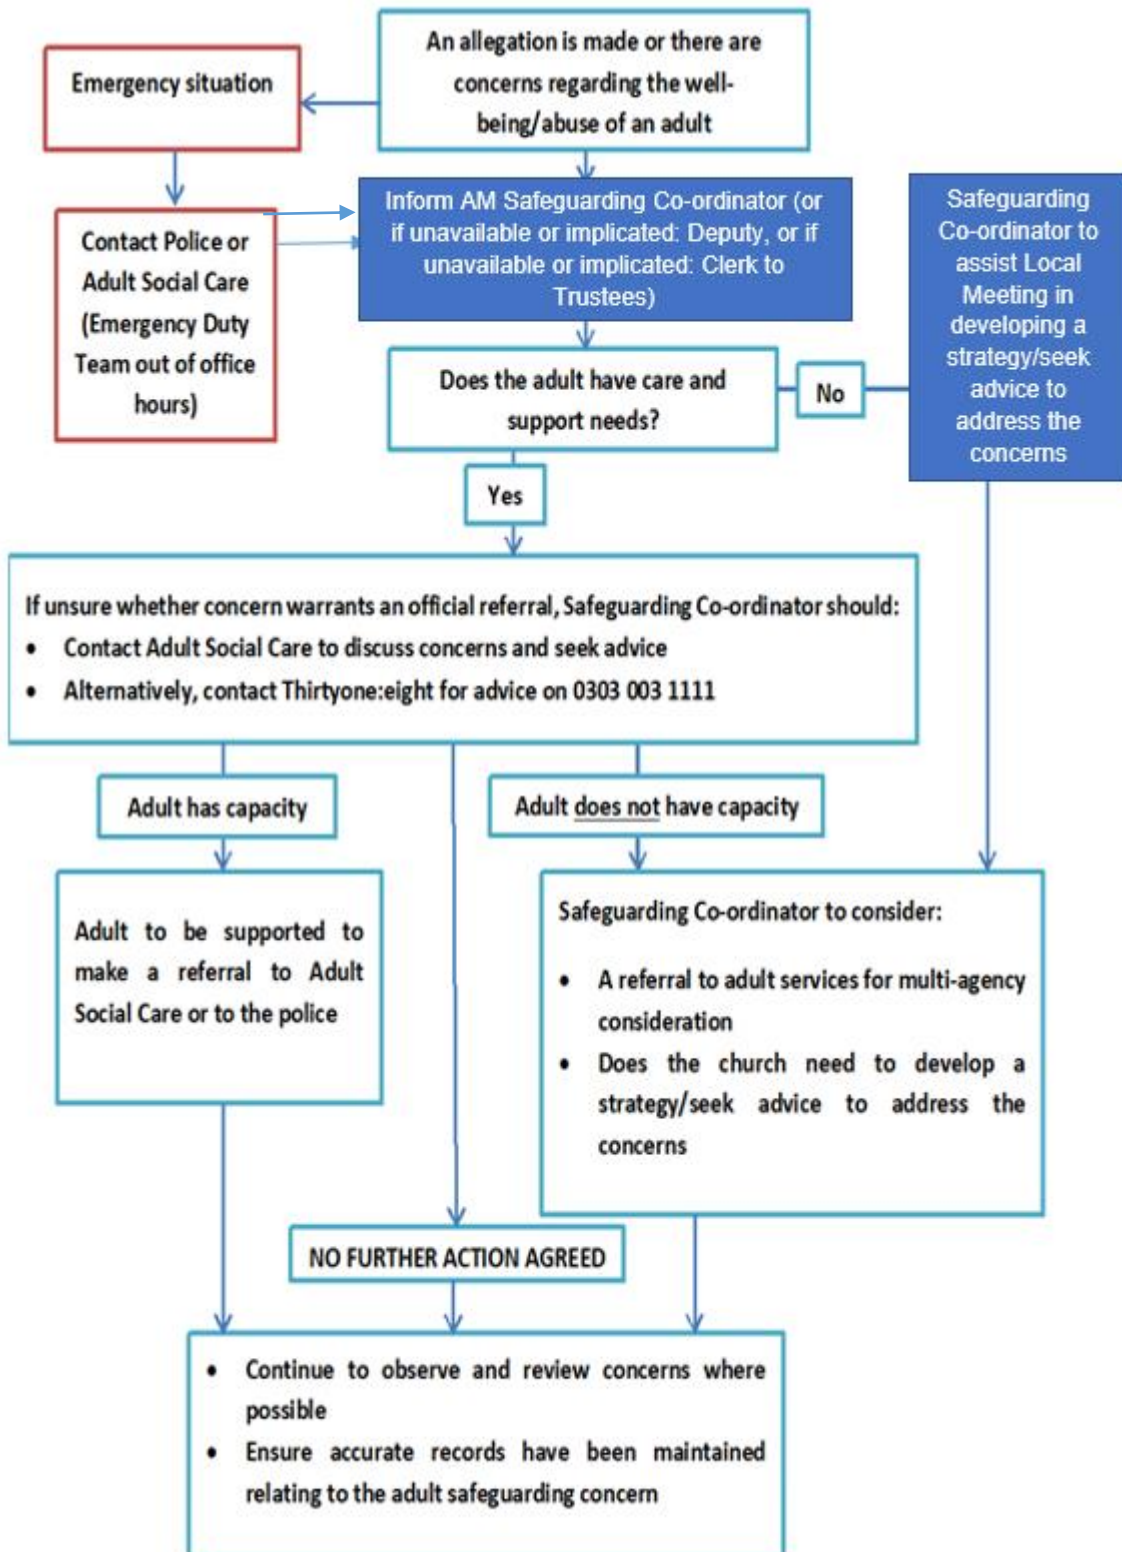 An allegation is made or there are
concerns regarding the well-
being/abuse of an adult
Emergency situation
Contact Police or
Adult Social Care
(Emergency Duty
Team out of office
hours)
Inform AM Safeguarding Co-ordinator (or
if unavailable or implicated: Deputy, or if
unavailable or implicated: Clerk to
Trustees)
Safeguarding
Co-ordinator to
assist Local
Meeting in
developing a
strategy/seek
advice to
address the
concerns
Does the adult have care and
support needs?
No
Yes
If unsure whether concern warrants an official referral, Safeguarding Co-ordinator should:
• Contact Adult Social Care to discuss concerns and seek advice
• Alternatively, contact Thirtyone:eight for advice on 0303 003 1111
Adult has capacity
Adult does not have capacity
Adult to be supported to
make a referral to Adult
Social Care or to the police
Safeguarding Co-ordinator to consider:
• A referral to adult services for multi-agency
consideration
• Does the church need to develop a
strategy/seek advice to address the
concerns
NO FURTHER ACTION AGREED
• Continue to observe and review concerns where
possible
• Ensure accurate records have been maintained
relating to the adult safeguarding concern